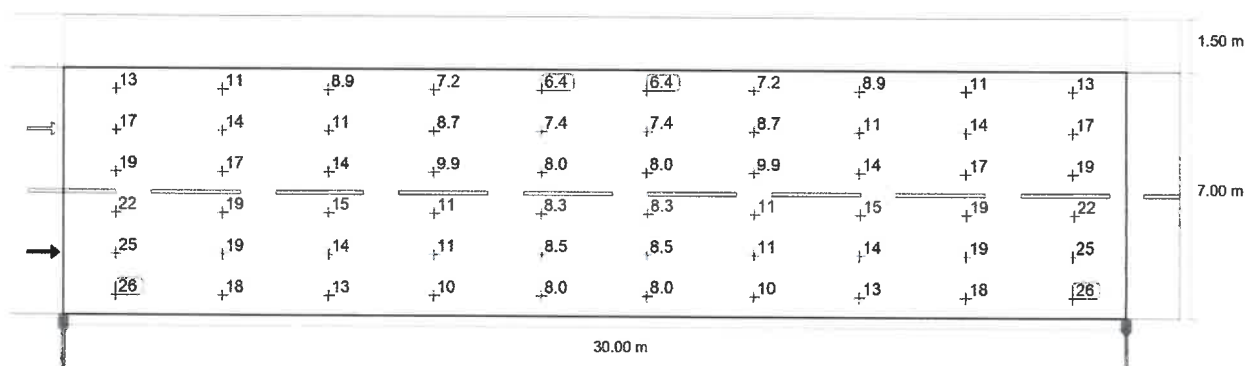 1.50 m
13 11 8.9 7.2 6.4 6.4 7.2 8.9 11 13
17 14 11 8.7 7.4 7.4 8.7 11 14 17
19 17 14 9.9 8.0 8.0 9.9 14 17 19
7.00 m
22 19 15 11 8.3 8.3 11 15 19 22
25 19 14 11 8.5 8.5 11 14 19 25
26 18 13 10 8.0 8.0 10 13 18 26
30.00 m